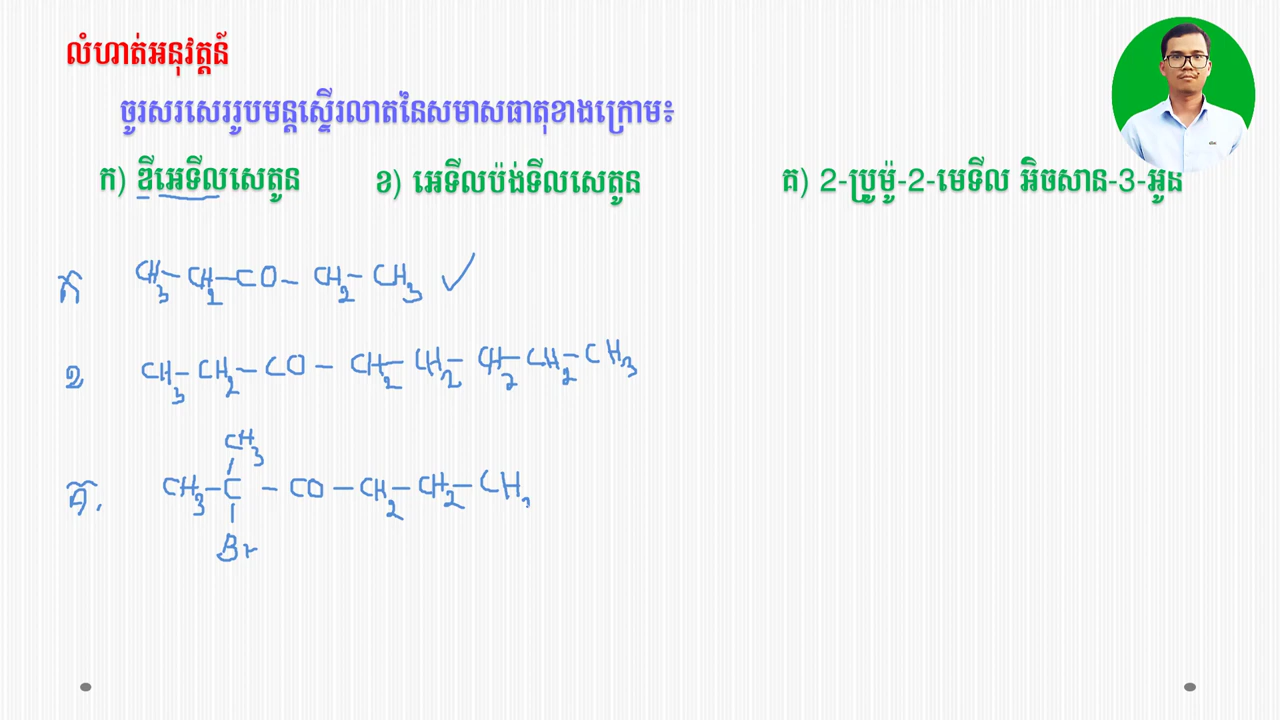 លំហាត់អនុវត្តន៍
ចូរសរសេររូបមន្តស្ទើរលាតនៃសមាសធាតុខាងក្រោម៖
ក) ឌីអេទីលសេតូន ខ) អេទីលប៉ង់ទីលសេតូន គ) 2-ប្រូម៉ូ-2-មេទីល អ៊ិចសាន-3-អូន
ក CH3-CH2-CO-CH2-CH3 ✓
ខ CH3-CH2-CO-CH2-CH2-CH2-CH2-CH3
CH3
គ. CH3-C-CO-CH2-CH2-CH3
Br